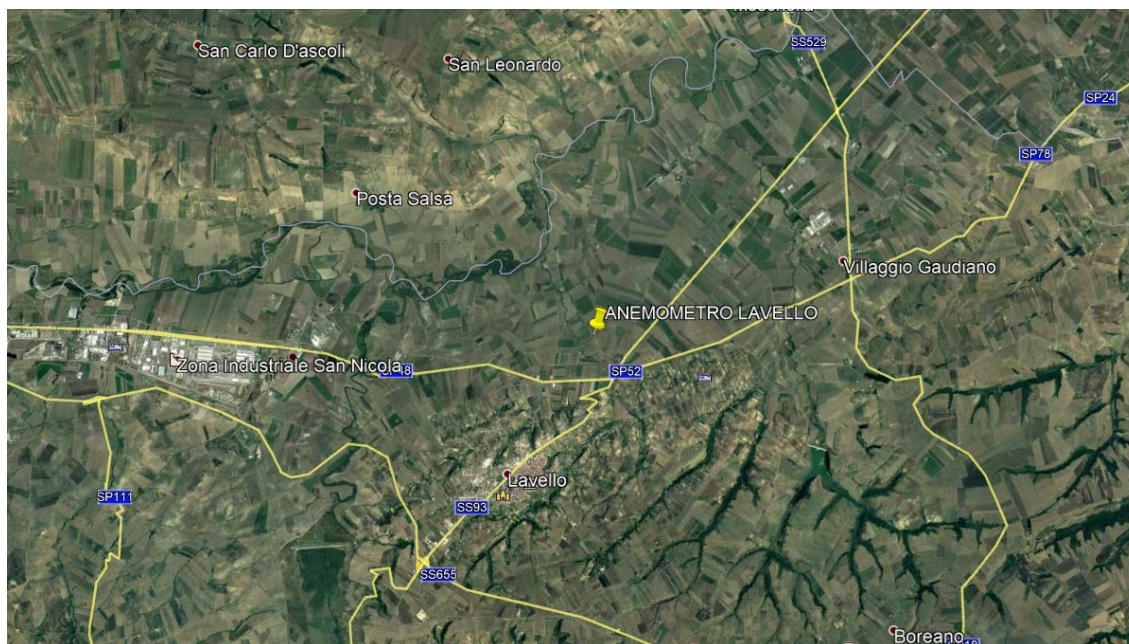 SS529
San Carlo D'ascoli
San Leonardo
SP24
SP78
Posta Salsa
Villaggio Gaudiano
ANEMOMETRO LAVELLO
Zona Industriale San Nicola
SP52
Lavello
SP111
SS93
SS655
Boreano